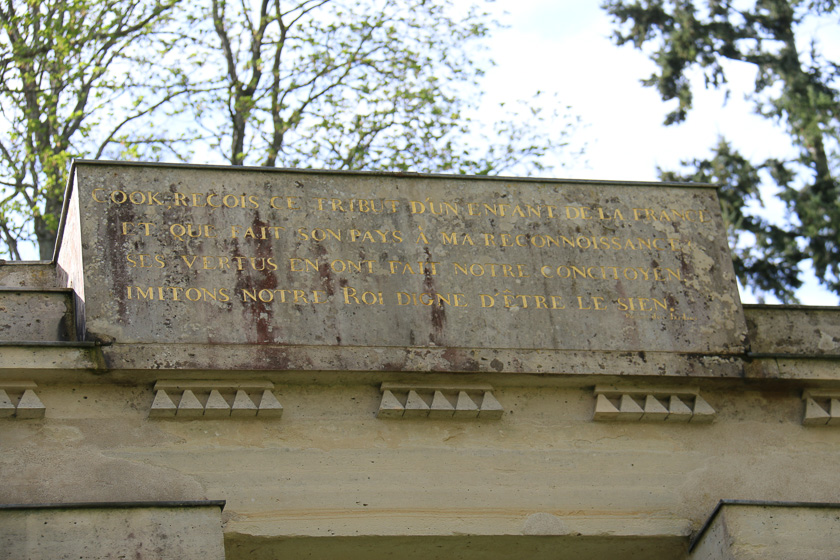 COOK, REÇOIS CE TRIBUT D'UN ENFANT DE LA FRANCE
ET QUE FAIT SON PAYS À MA RECONNOISSANCE
SES VERTUS EN ONT FAIT NOTRE CONCITOYEN,
IMITONS NOTRE ROI DIGNE D'ÊTRE LE SIEN.